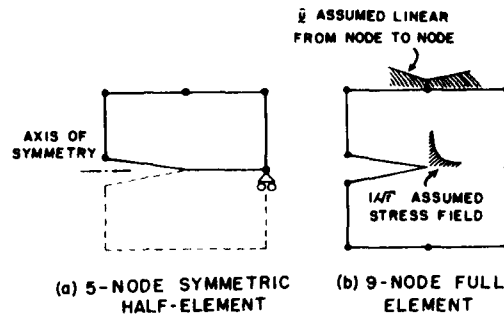 ũ ASSUMED LINEAR
FROM NODE TO NODE
AXIS OF
SYMMETRY
1/√r ASSUMED
STRESS FIELD
(a) 5-NODE SYMMETRIC
HALF-ELEMENT
(b) 9-NODE FULL
ELEMENT